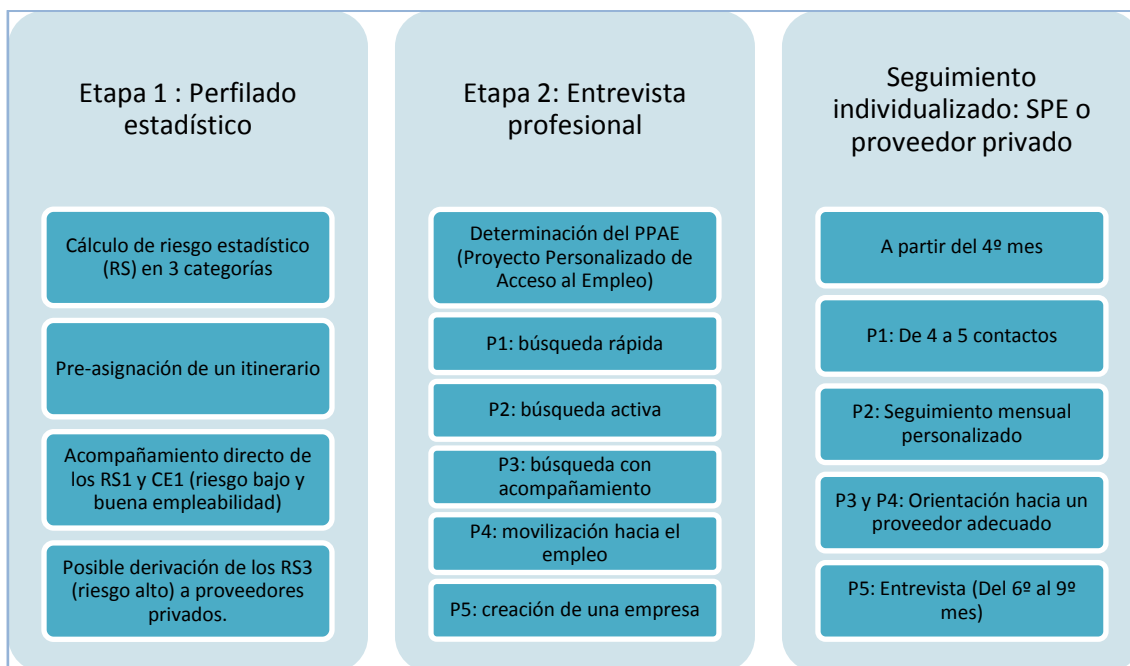 Etapa 1 : Perfilado
estadístico
Cálculo de riesgo estadístico
(RS) en 3 categorías
Pre-asignación de un itinerario
Acompañamiento directo de
los RS1 y CE1 (riesgo bajo y
buena empleabilidad)
Posible derivación de los RS3
(riesgo alto) a proveedores
privados.
Etapa 2: Entrevista
profesional
Determinación del PPAE
(Proyecto Personalizado de
Acceso al Empleo)
P1: búsqueda rápida
P2: búsqueda activa
P3: búsqueda con
acompañamiento
P4: movilización hacia el
empleo
P5: creación de una empresa
Seguimiento
individualizado: SPE o
proveedor privado
A partir del 4º mes
P1: De 4 a 5 contactos
P2: Seguimiento mensual
personalizado
P3 y P4: Orientación hacia un
proveedor adecuado
P5: Entrevista (Del 6º al 9º
mes)